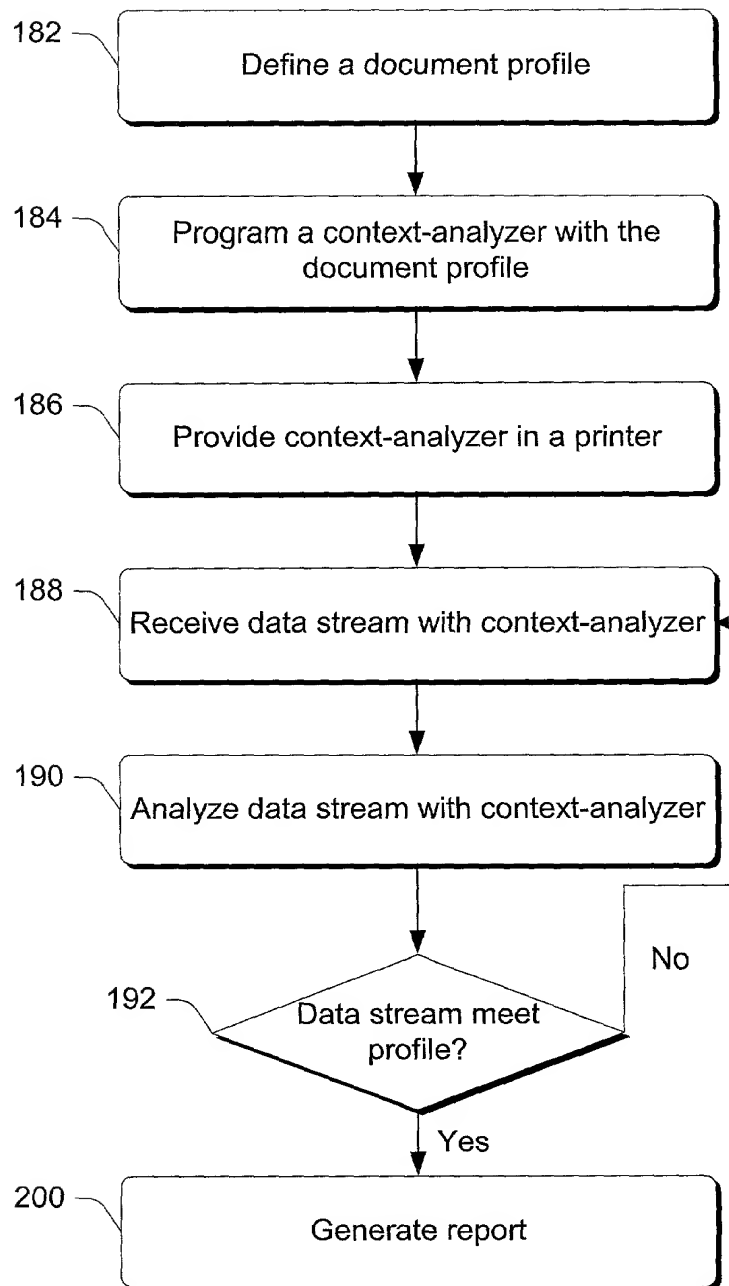 182
Define a document profile
184
Program a context-analyzer with the
document profile
186
Provide context-analyzer in a printer
188
Receive data stream with context-analyzer
190
Analyze data stream with context-analyzer
No
192
Data stream meet
profile?
Yes
200
Generate report